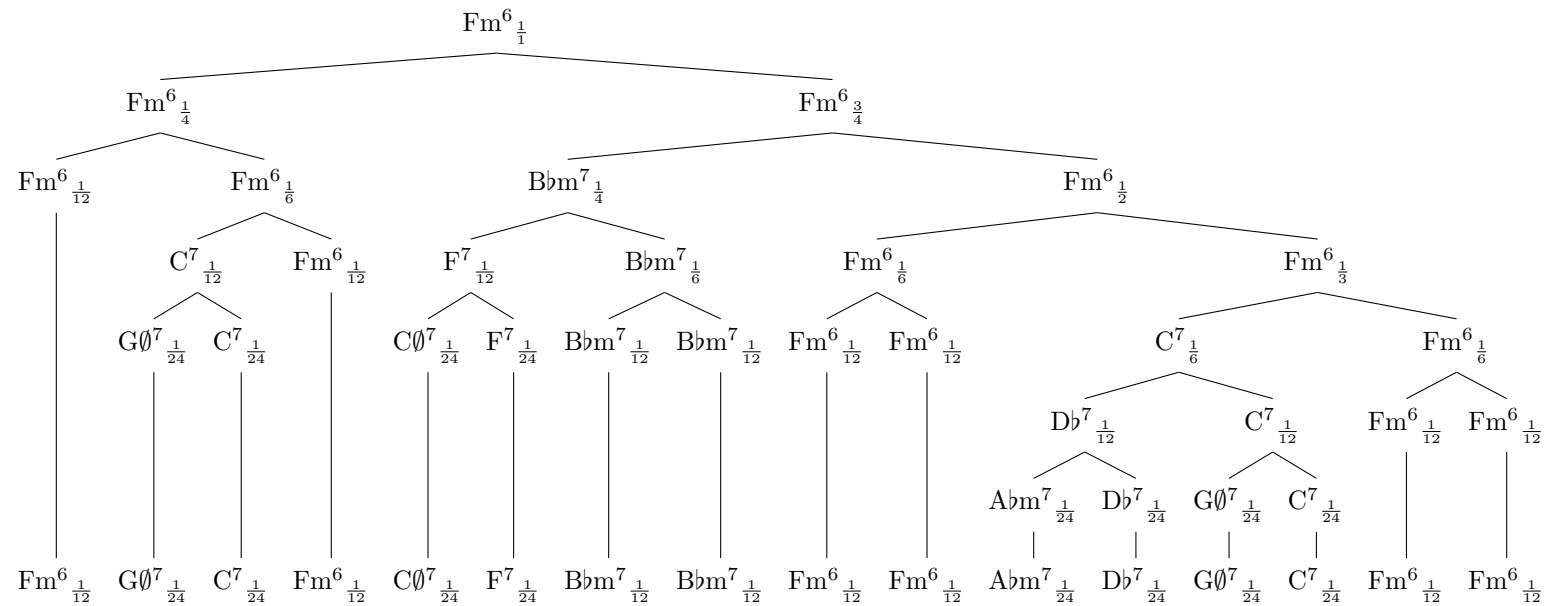 Fm⁶ 1/1
Fm⁶ 1/4 Fm⁶ 3/4
Fm⁶ 1/12 Fm⁶ 1/6 B♭m⁷ 1/4 Fm⁶ 1/2
C⁷ 1/12 Fm⁶ 1/12 F⁷ 1/12 B♭m⁷ 1/6 Fm⁶ 1/6 Fm⁶ 1/3
G∅⁷ 1/24 C⁷ 1/24 C∅⁷ 1/24 F⁷ 1/24 B♭m⁷ 1/12 B♭m⁷ 1/12 Fm⁶ 1/12 Fm⁶ 1/12 C⁷ 1/6 Fm⁶ 1/6
D♭⁷ 1/12 C⁷ 1/12 Fm⁶ 1/12 Fm⁶ 1/12
A♭m⁷ 1/24 D♭⁷ 1/24 G∅⁷ 1/24 C⁷ 1/24
Fm⁶ 1/12 G∅⁷ 1/24 C⁷ 1/24 Fm⁶ 1/12 C∅⁷ 1/24 F⁷ 1/24 B♭m⁷ 1/12 B♭m⁷ 1/12 Fm⁶ 1/12 Fm⁶ 1/12 A♭m⁷ 1/24 D♭⁷ 1/24 G∅⁷ 1/24 C⁷ 1/24 Fm⁶ 1/12 Fm⁶ 1/12